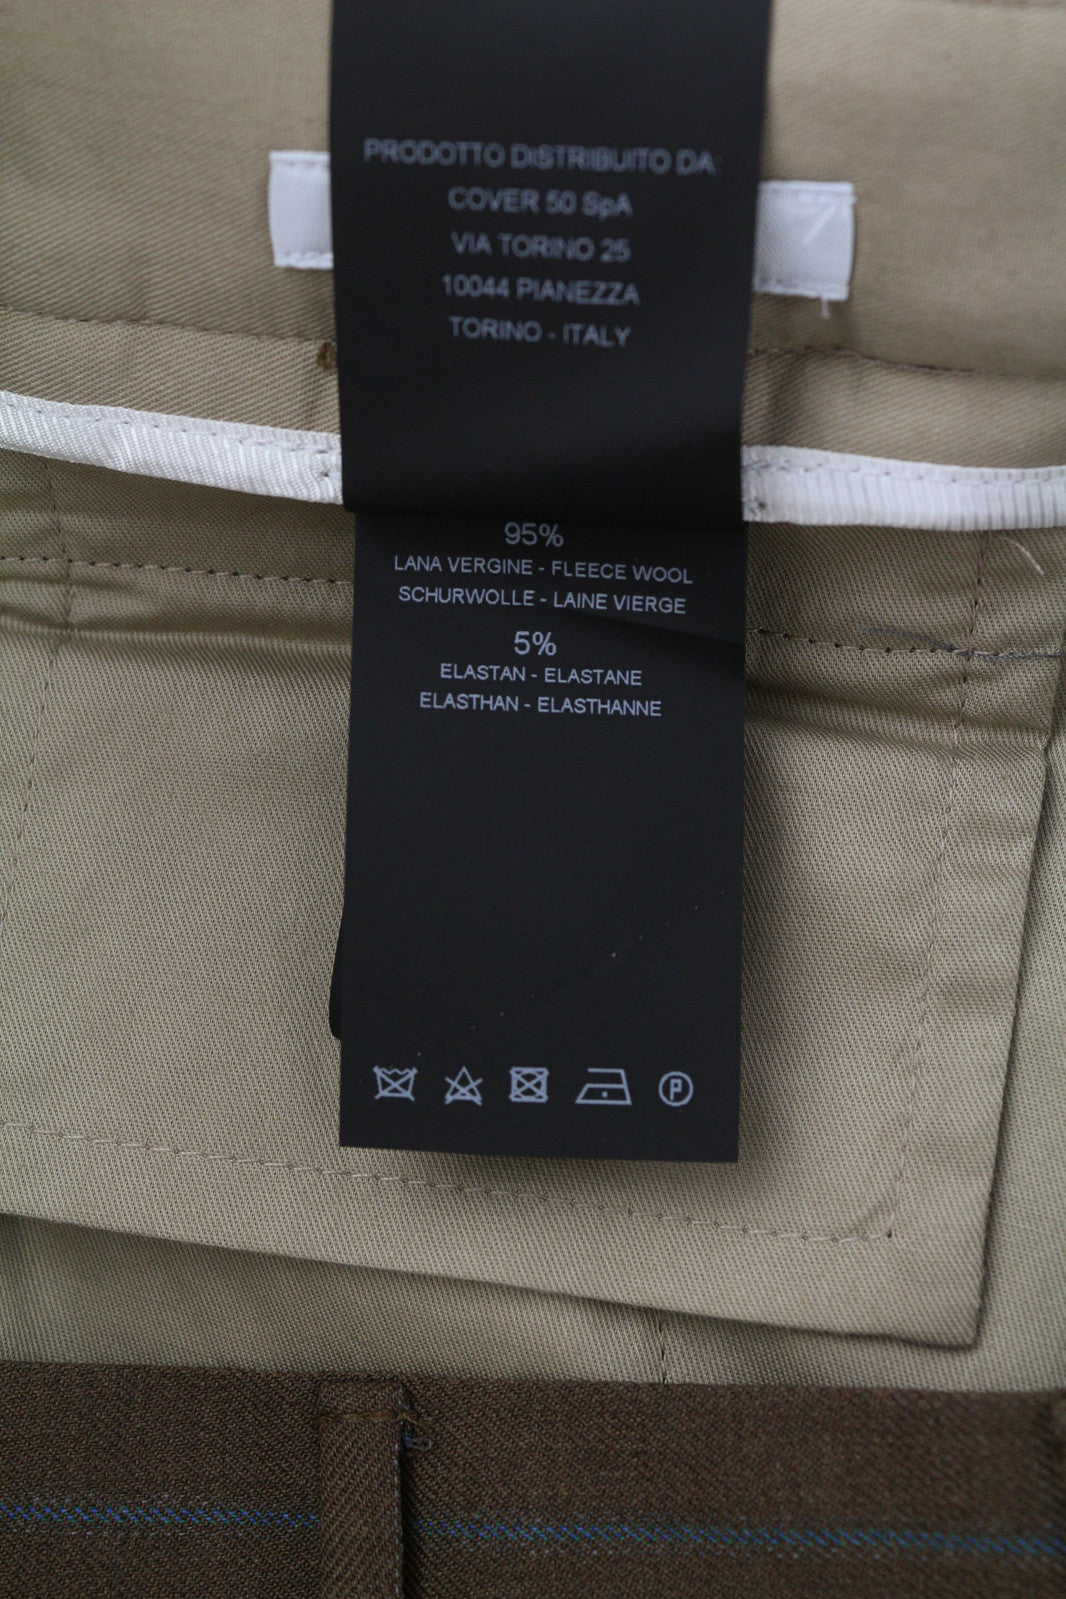 PRODOTTO DISTRIBUITO DA:
COVER 50 SpA
VIA TORINO 25
10044 PIANEZZA
TORINO - ITALY
95%
LANA VERGINE - FLEECE WOOL
SCHURWOLLE - LAINE VIERGE
5%
ELASTAN - ELASTANE
ELASTHAN - ELASTHANNE
P